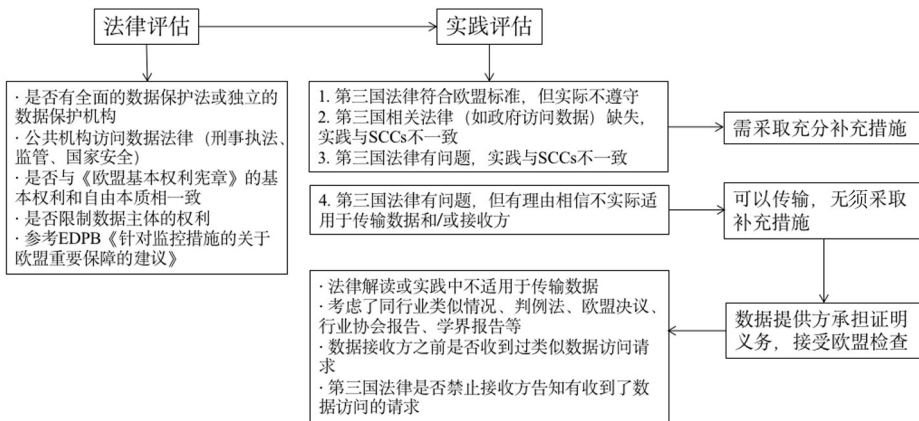 法律评估
实践评估
· 是否有全面的数据保护法或独立的
数据保护机构
· 公共机构访问数据法律（刑事执法、
监管、国家安全）
· 是否与《欧盟基本权利宪章》的基
本权利和自由本质相一致
· 是否限制数据主体的权利
· 参考EDPB《针对监控措施的关于
欧盟重要保障的建议》
1. 第三国法律符合欧盟标准，但实际不遵守
2. 第三国相关法律（如政府访问数据）缺失，
实践与SCCs不一致
3. 第三国法律有问题，实践与SCCs不一致
需采取充分补充措施
4. 第三国法律有问题，但有理由相信不实际适
用于传输数据和/或接收方
可以传输，无须采取
补充措施
· 法律解读或实践中不适用于传输数据
· 考虑了同行业类似情况、判例法、欧盟决议、
行业协会报告、学界报告等
· 数据接收方之前是否收到过类似数据访问请
求
· 第三国法律是否禁止接收方告知有收到了数
据访问的请求
数据提供方承担证明
义务，接受欧盟检查